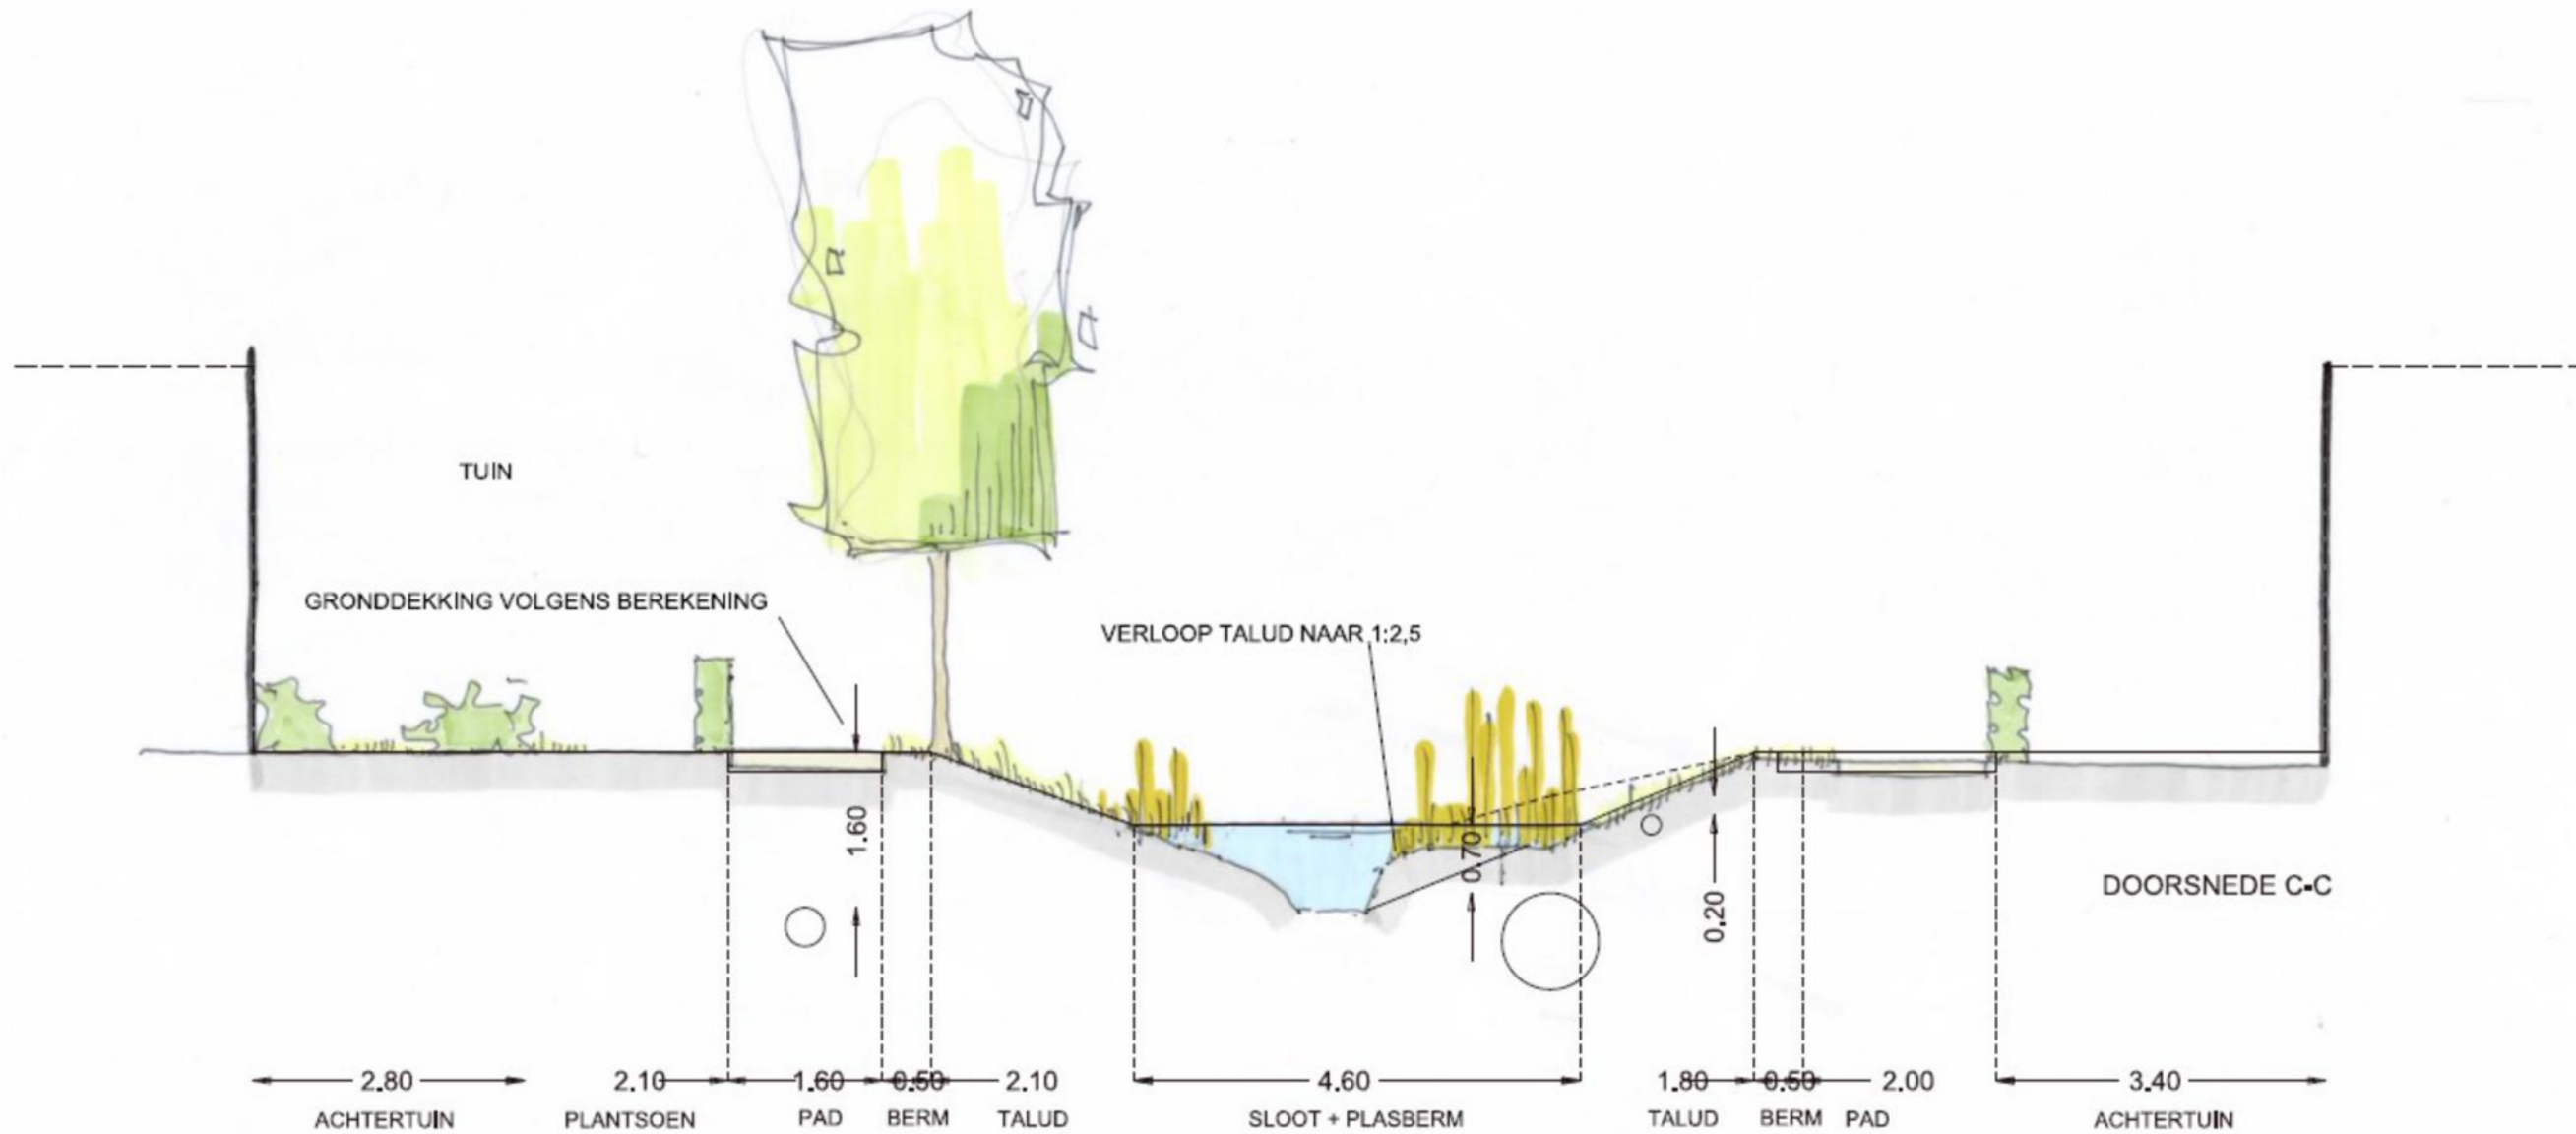 TUIN
GRONDDEKKING VOLGENS BEREKENING
VERLOOP TALUD NAAR 1:2,5
1.60
0.70
0.20
DOORSNEDE C-C
2.80 2.10 1.60 0.50 2.10 4.60 1.80 0.50 2.00 3.40
ACHTERTUIN PLANTSOEN PAD BERM TALUD SLOOT + PLASBERM TALUD BERM PAD ACHTERTUIN